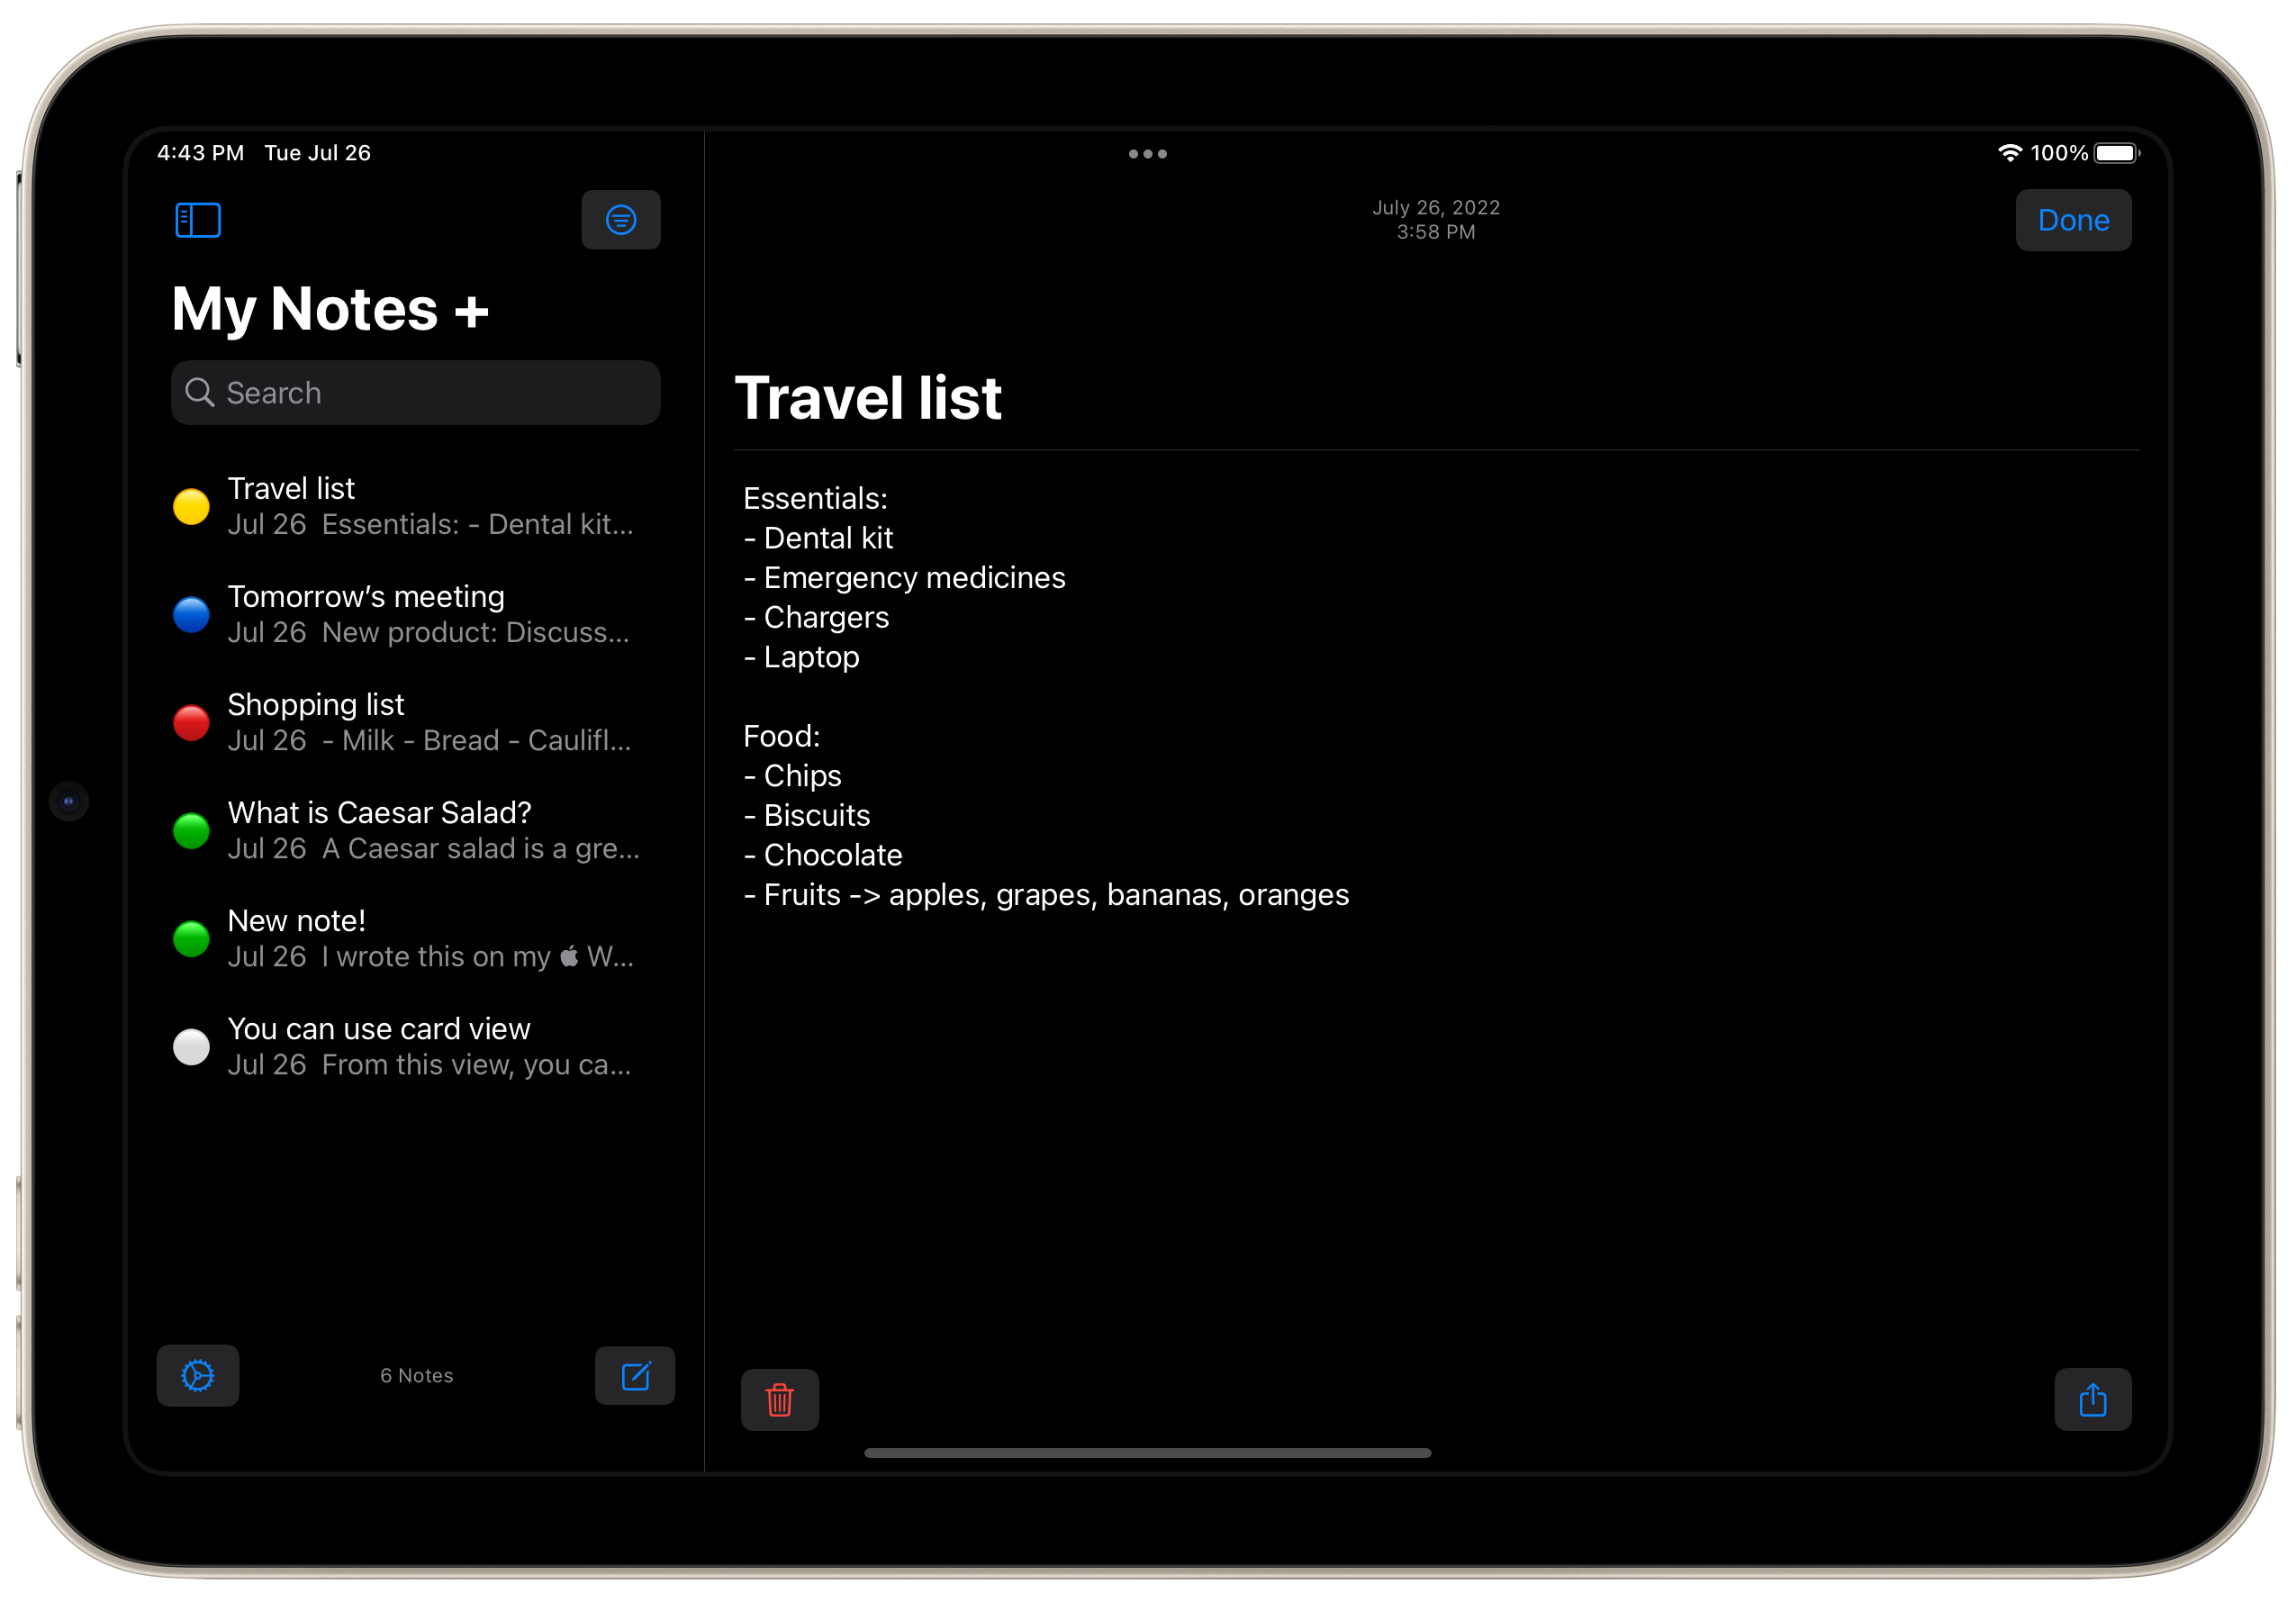 4:43 PM Tue Jul 26
100%
My Notes +
Search
Travel list
Jul 26 Essentials: - Dental kit...
Tomorrow’s meeting
Jul 26 New product: Discuss...
Shopping list
Jul 26 - Milk - Bread - Caulifl...
What is Caesar Salad?
Jul 26 A Caesar salad is a gre...
New note!
Jul 26 I wrote this on my  W...
You can use card view
Jul 26 From this view, you ca...
6 Notes
July 26, 2022
3:58 PM
Done
Travel list
Essentials:
- Dental kit
- Emergency medicines
- Chargers
- Laptop
Food:
- Chips
- Biscuits
- Chocolate
- Fruits -> apples, grapes, bananas, oranges